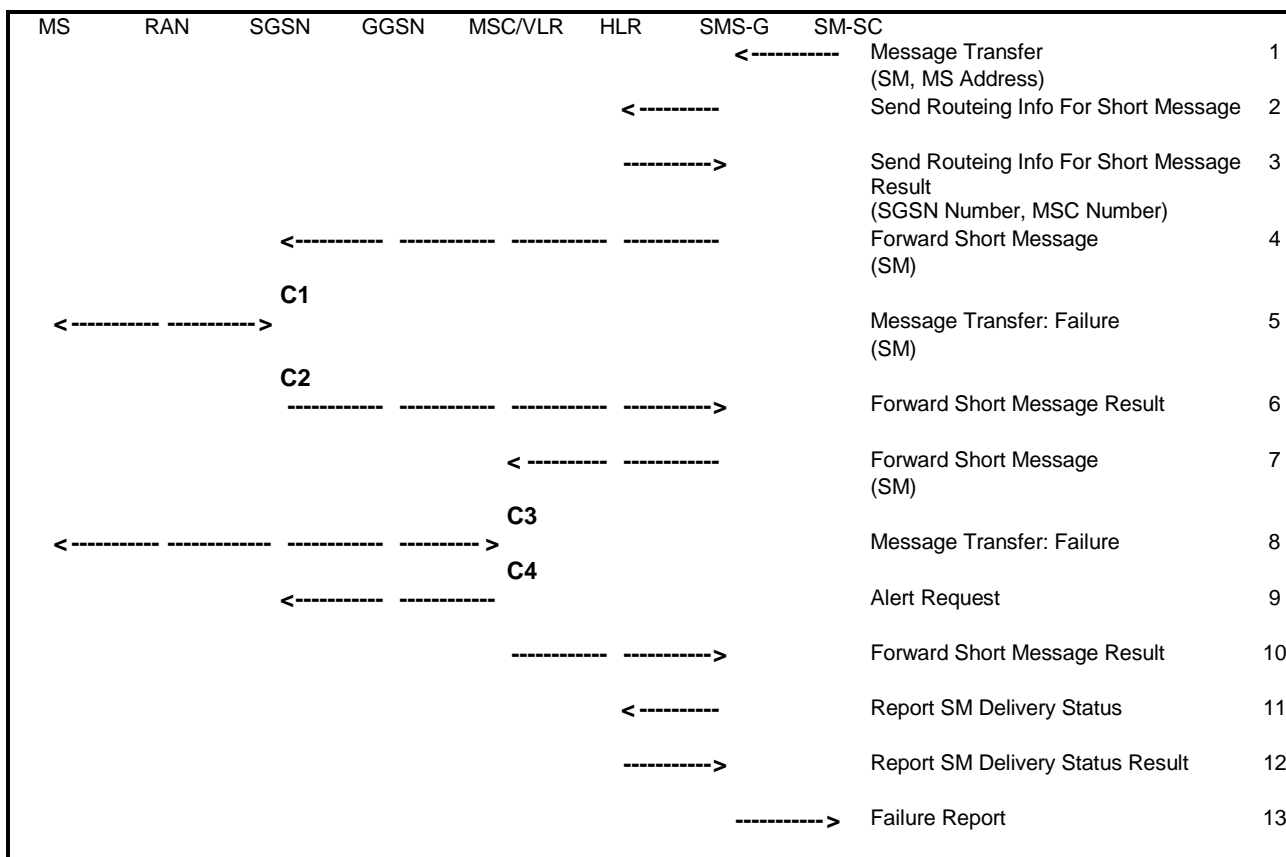 MS RAN SGSN GGSN MSC/VLR HLR SMS-G SM-SC
Message Transfer 1
(SM, MS Address)
Send Routeing Info For Short Message 2
Send Routeing Info For Short Message 3
Result
(SGSN Number, MSC Number)
Forward Short Message 4
(SM)
C1
Message Transfer: Failure 5
(SM)
C2
Forward Short Message Result 6
Forward Short Message 7
(SM)
C3
Message Transfer: Failure 8
C4
Alert Request 9
Forward Short Message Result 10
Report SM Delivery Status 11
Report SM Delivery Status Result 12
Failure Report 13